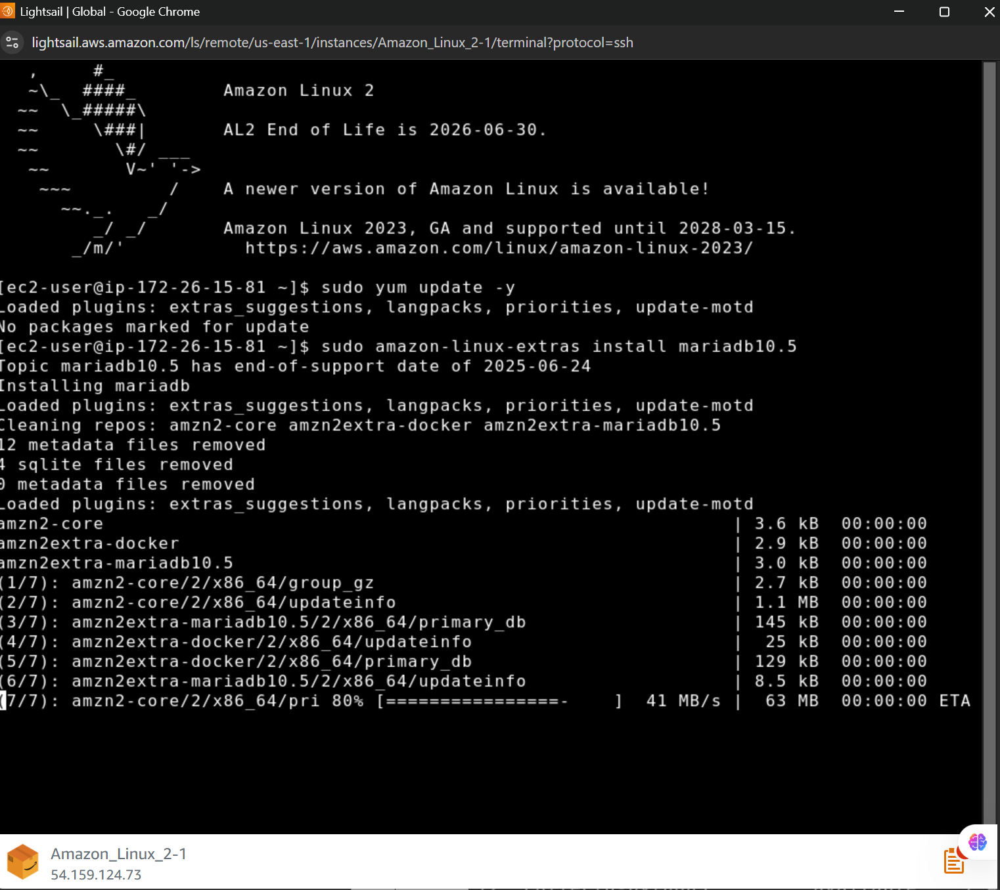 Lightsail | Global - Google Chrome
lightsail.aws.amazon.com/ls/remote/us-east-1/instances/Amazon_Linux_2-1/terminal?protocol=ssh
   ,     #_
   ~\_  ####_        Amazon Linux 2
  ~~  \_#####\
  ~~     \###|       AL2 End of Life is 2026-06-30.
  ~~       \#/ ___
   ~~       V~' '->
    ~~~         /    A newer version of Amazon Linux is available!
      ~~._.   _/
         _/ _/       Amazon Linux 2023, GA and supported until 2028-03-15.
       _/m/'           https://aws.amazon.com/linux/amazon-linux-2023/
[ec2-user@ip-172-26-15-81 ~]$ sudo yum update -y
Loaded plugins: extras_suggestions, langpacks, priorities, update-motd
No packages marked for update
[ec2-user@ip-172-26-15-81 ~]$ sudo amazon-linux-extras install mariadb10.5
Topic mariadb10.5 has end-of-support date of 2025-06-24
Installing mariadb
Loaded plugins: extras_suggestions, langpacks, priorities, update-motd
Cleaning repos: amzn2-core amzn2extra-docker amzn2extra-mariadb10.5
12 metadata files removed
4 sqlite files removed
0 metadata files removed
Loaded plugins: extras_suggestions, langpacks, priorities, update-motd
amzn2-core | 3.6 kB 00:00:00
amzn2extra-docker | 2.9 kB 00:00:00
amzn2extra-mariadb10.5 | 3.0 kB 00:00:00
(1/7): amzn2-core/2/x86_64/group_gz | 2.7 kB 00:00:00
(2/7): amzn2-core/2/x86_64/updateinfo | 1.1 MB 00:00:00
(3/7): amzn2extra-mariadb10.5/2/x86_64/primary_db | 145 kB 00:00:00
(4/7): amzn2extra-docker/2/x86_64/updateinfo | 25 kB 00:00:00
(5/7): amzn2extra-docker/2/x86_64/primary_db | 129 kB 00:00:00
(6/7): amzn2extra-mariadb10.5/2/x86_64/updateinfo | 8.5 kB 00:00:00
(7/7): amzn2-core/2/x86_64/pri 80% [================-    ] 41 MB/s | 63 MB 00:00:00 ETA
Amazon_Linux_2-1
54.159.124.73